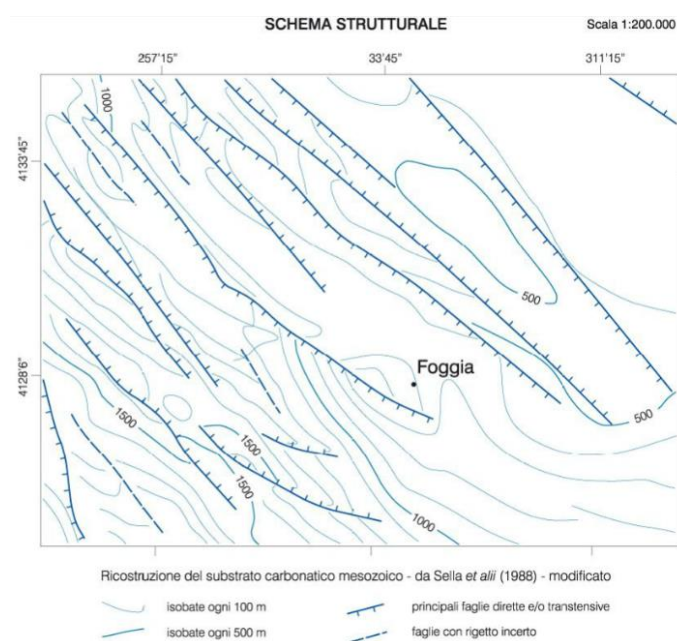 SCHEMA STRUTTURALE
Scala 1:200.000
257'15" 33'45" 311'15"
4133'45"
4128'6"
1000
500
Foggia
500
1500
1500
1500
1000
Ricostruzione del substrato carbonatico mesozoico - da Sella et alii (1988) - modificato
isobate ogni 100 m
principali faglie dirette e/o transtensive
isobate ogni 500 m
faglie con rigetto incerto